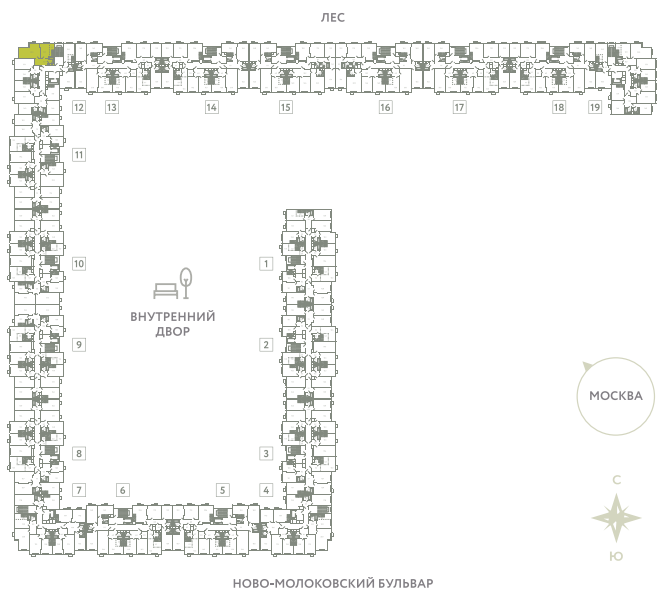 ЛЕС
12 13 14 15 16 17 18 19
11
10 1
ВНУТРЕННИЙ
ДВОР
9 2
МОСКВА
8 3
7 6 5 4
С
Ю
НОВО-МОЛОКОВСКИЙ БУЛЬВАР